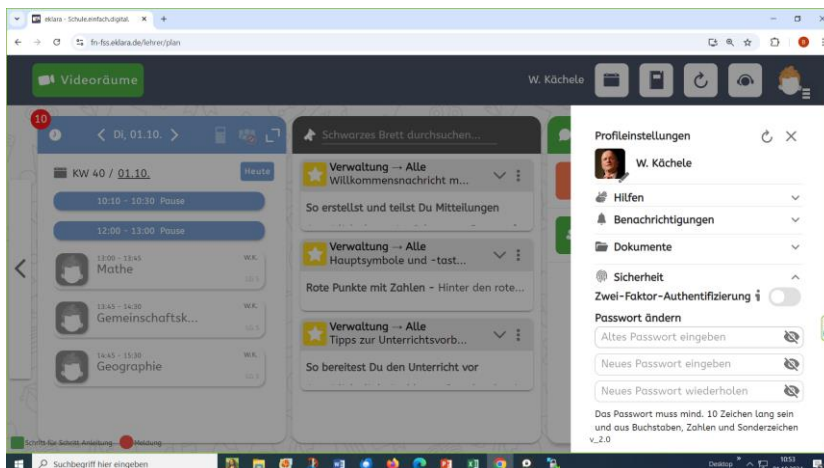 eklara - Schule.einfach.digital.
fn-fss.eklara.de/lehrer/plan
Videoräume
W. Kächele
10
Di, 01.10.
KW 40 / 01.10.
Heute
10:10 - 10:30 Pause
12:00 - 13:00 Pause
13:00 - 13:45
W.K.
Mathe
13:45 - 14:30
W.K.
Gemeinschaftsk...
14:45 - 15:30
W.K.
Geographie
Schwarzes Brett durchsuchen...
Verwaltung → Alle
Willkommensnachricht m...
So erstellst und teilst Du Mitteilungen
Verwaltung → Alle
Hauptsymbole und -tast...
Rote Punkte mit Zahlen - Hinter den rote...
Verwaltung → Alle
Tipps zur Unterrichtsvorb...
So bereitest Du den Unterricht vor
Profileinstellungen
W. Kächele
Hilfen
Benachrichtigungen
Dokumente
Sicherheit
Zwei-Faktor-Authentifizierung
Passwort ändern
Altes Passwort eingeben
Neues Passwort eingeben
Neues Passwort wiederholen
Das Passwort muss mind. 10 Zeichen lang sein
und aus Buchstaben, Zahlen und Sonderzeichen
v_2.0
Schritt für Schritt Anleitung
Meldung
Suchbegriff hier eingeben
Desktop
10:53